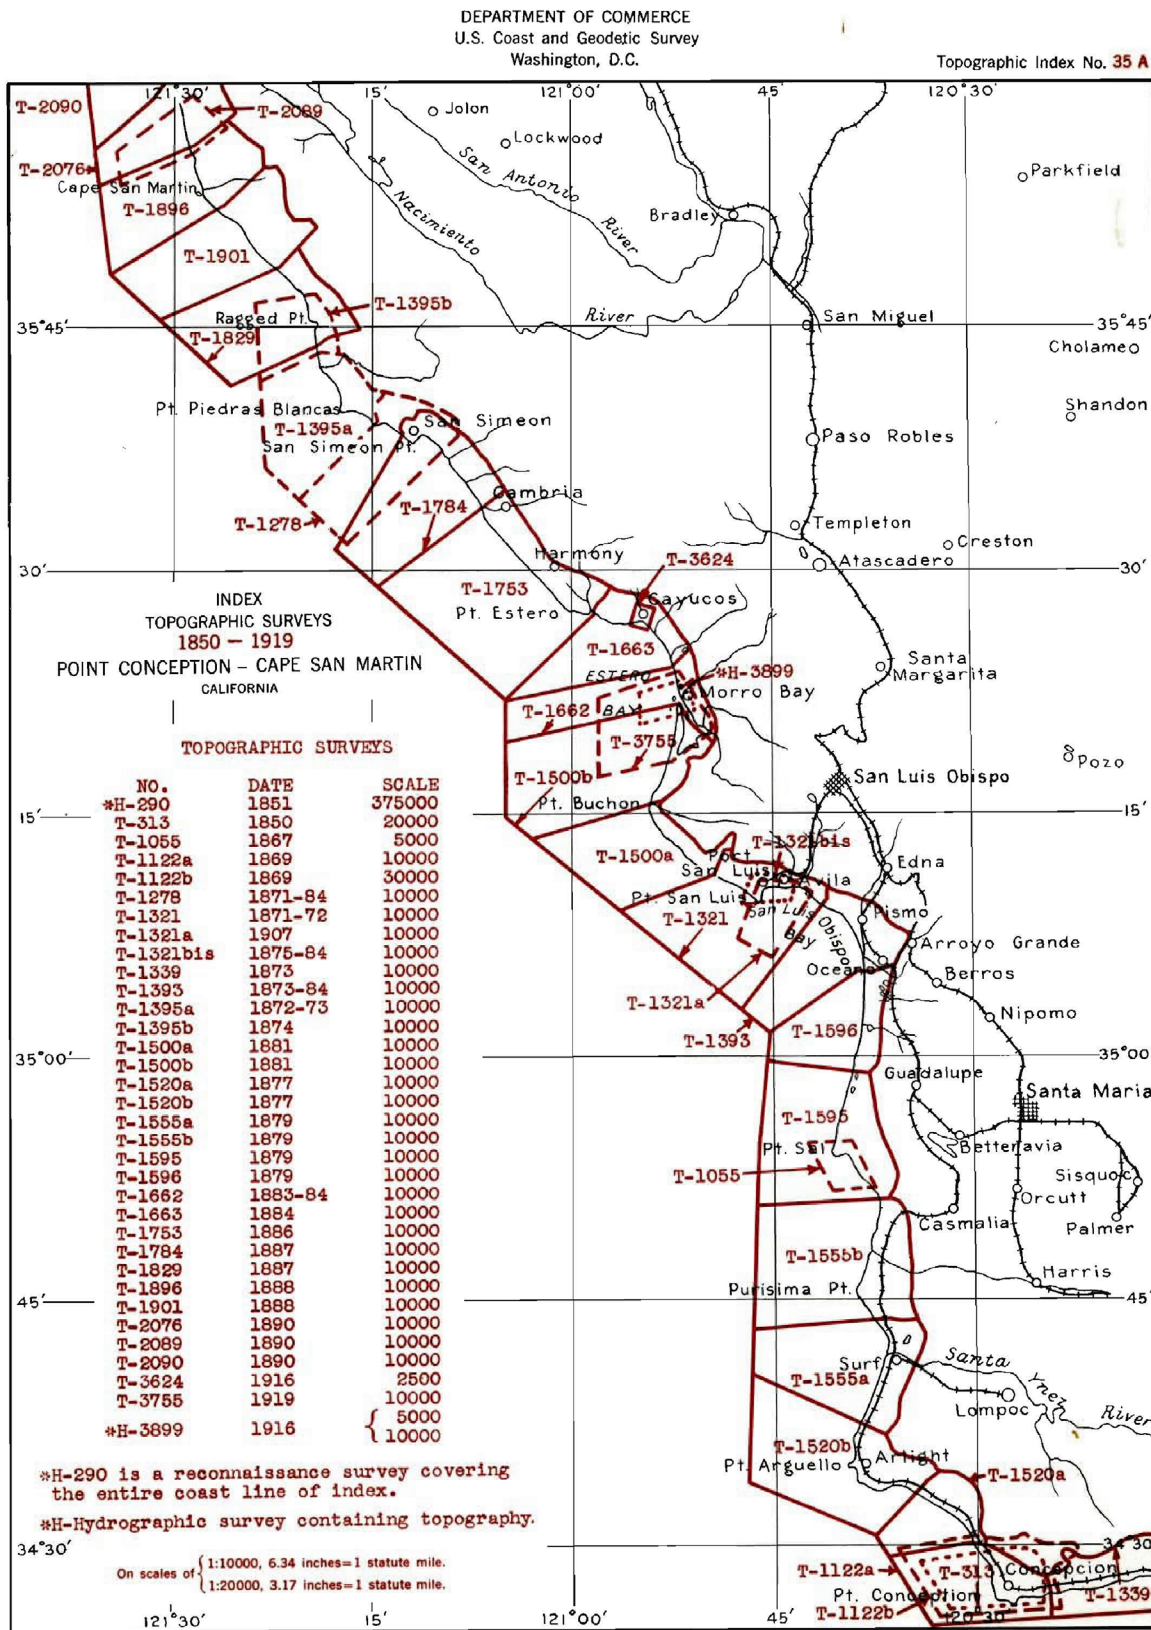 DEPARTMENT OF COMMERCE
U.S. Coast and Geodetic Survey
Washington, D.C.
Topographic Index No. 35 A
121°30′ 15′ 121°00′ 45′ 120°30′
T-2090
T-2089
T-2076
Cape San Martin
T-1896
T-1901
Jolon
Lockwood
San Antonio River
Nacimiento River
Bradley
Parkfield
T-1395b
Ragged Pt.
35°45′
San Miguel
35°45′
T-1829
Cholame
Pt. Piedras Blancas
T-1395a
San Simeon
San Simeon Pt.
Shandon
Paso Robles
Cambria
T-1784
T-1278
Templeton
Creston
Harmony
T-3624
Atascadero
30′
30′
T-1753
Cayucos
Pt. Estero
INDEX
TOPOGRAPHIC SURVEYS
1850 — 1919
POINT CONCEPTION – CAPE SAN MARTIN
CALIFORNIA
T-1663
Santa Margarita
ESTERO BAY
*H-3899
Morro Bay
T-1662
T-3755
T-1500b
Pozo
San Luis Obispo
Pt. Buchon
15′
15′
TOPOGRAPHIC SURVEYS
NO. DATE SCALE
*H-290 1851 375000
T-313 1850 20000
T-1055 1867 5000
T-1122a 1869 10000
T-1122b 1869 30000
T-1278 1871-84 10000
T-1321 1871-72 10000
T-1321a 1907 10000
T-1321bis 1875-84 10000
T-1339 1873 10000
T-1393 1873-84 10000
T-1395a 1872-73 10000
T-1395b 1874 10000
T-1500a 1881 10000
T-1500b 1881 10000
T-1520a 1877 10000
T-1520b 1877 10000
T-1555a 1879 10000
T-1555b 1879 10000
T-1595 1879 10000
T-1596 1879 10000
T-1662 1883-84 10000
T-1663 1884 10000
T-1753 1886 10000
T-1784 1887 10000
T-1829 1887 10000
T-1896 1888 10000
T-1901 1888 10000
T-2076 1890 10000
T-2089 1890 10000
T-2090 1890 10000
T-3624 1916 2500
T-3755 1919 10000
*H-3899 1916 { 5000
10000
*H-290 is a reconnaissance survey covering
the entire coast line of index.
*H-Hydrographic survey containing topography.
On scales of { 1:10000, 6.34 inches=1 statute mile.
1:20000, 3.17 inches=1 statute mile.
T-1500a
T-1321bis
Port San Luis
Avila
Edna
Pt. San Luis
T-1321
San Luis Obispo Bay
Pismo
Arroyo Grande
Oceano
Berros
T-1321a
Nipomo
T-1393
T-1596
35°00′
35°00′
Guadalupe
Santa Maria
T-1595
Betteravia
Pt. Sal
T-1055
Sisquoc
Orcutt
Casmalia
Palmer
T-1555b
Harris
Purisima Pt.
45′
45′
Surf
Santa Ynez River
T-1555a
Lompoc
T-1520b
Arlight
Pt. Arguello
T-1520a
34°30′
34°30′
T-1122a
T-313
Concepcion
Pt. Conception
T-1339
T-1122b
121°30′ 15′ 121°00′ 45′ 120°30′